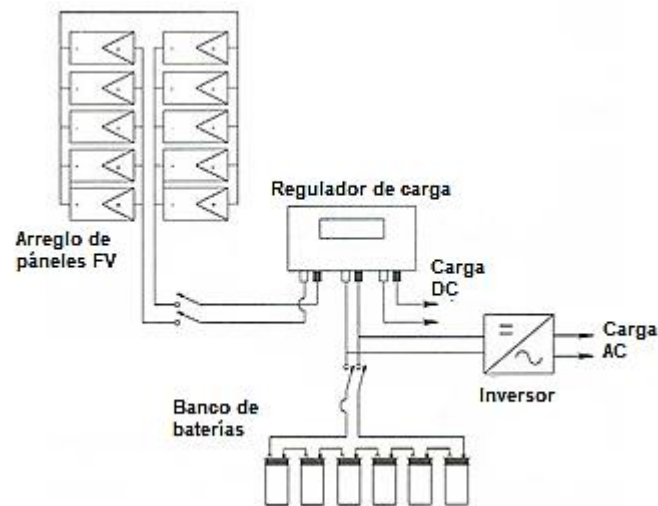 Regulador de carga
Arreglo de
páneles FV
Carga
DC
Carga
AC
Inversor
Banco de
baterías